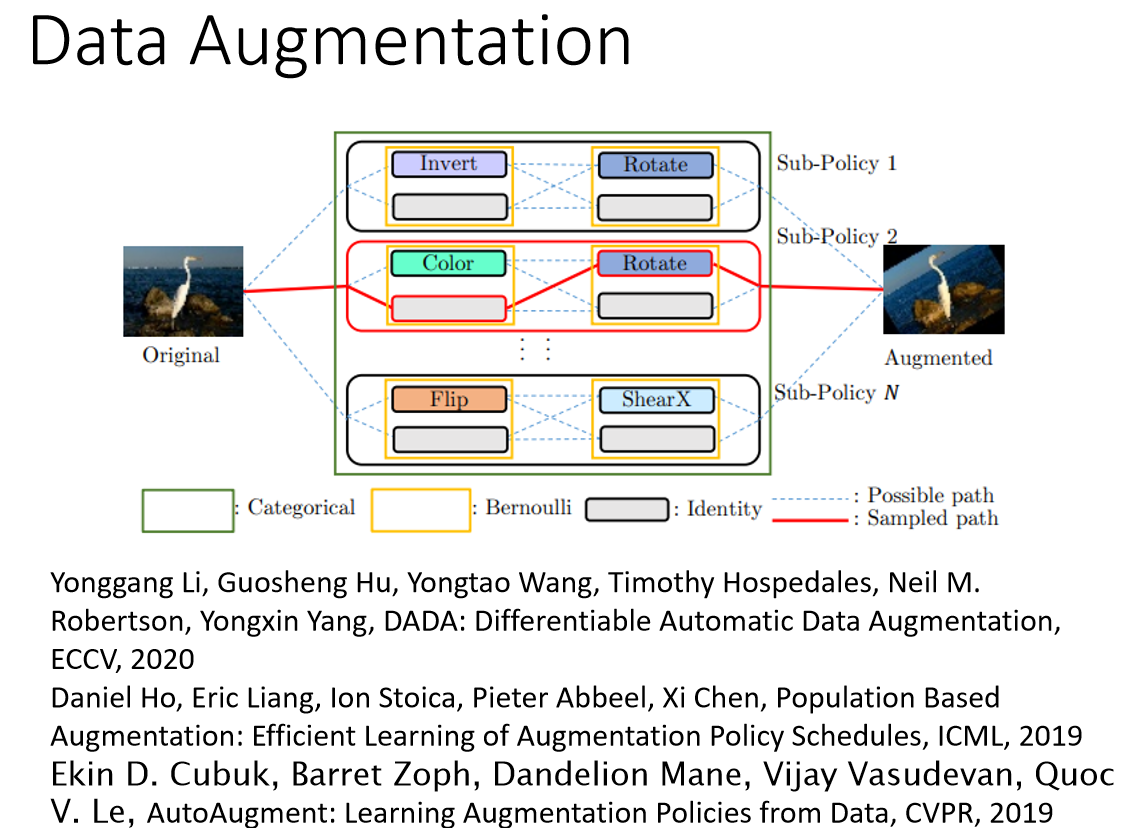 Data Augmentation
Invert
Rotate
Sub-Policy 1
Sub-Policy 2
Color
Rotate
Original
Augmented
Flip
ShearX
Sub-Policy N
: Categorical
: Bernoulli
: Identity
: Possible path
: Sampled path
Yonggang Li, Guosheng Hu, Yongtao Wang, Timothy Hospedales, Neil M.
Robertson, Yongxin Yang, DADA: Differentiable Automatic Data Augmentation,
ECCV, 2020
Daniel Ho, Eric Liang, Ion Stoica, Pieter Abbeel, Xi Chen, Population Based
Augmentation: Efficient Learning of Augmentation Policy Schedules, ICML, 2019
Ekin D. Cubuk, Barret Zoph, Dandelion Mane, Vijay Vasudevan, Quoc
V. Le, AutoAugment: Learning Augmentation Policies from Data, CVPR, 2019